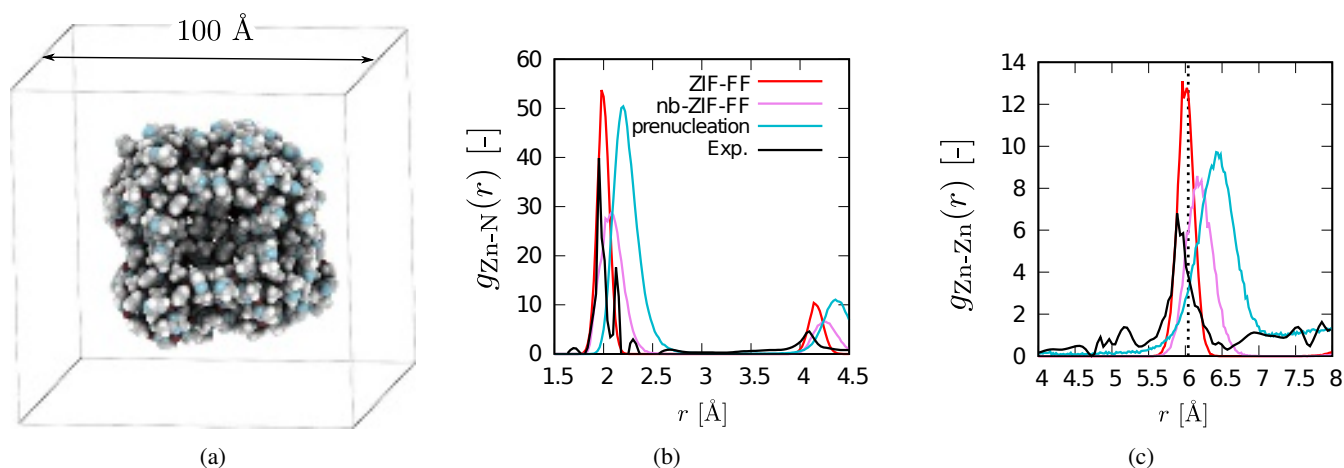 100 Å
(a)
g_Zn-N(r) [-]
60
50
40
30
20
10
0
ZIF-FF
nb-ZIF-FF
prenucleation
Exp.
1.5 2 2.5 3 3.5 4 4.5
r [Å]
(b)
g_Zn-Zn(r) [-]
14
12
10
8
6
4
2
0
4 4.5 5 5.5 6 6.5 7 7.5 8
r [Å]
(c)